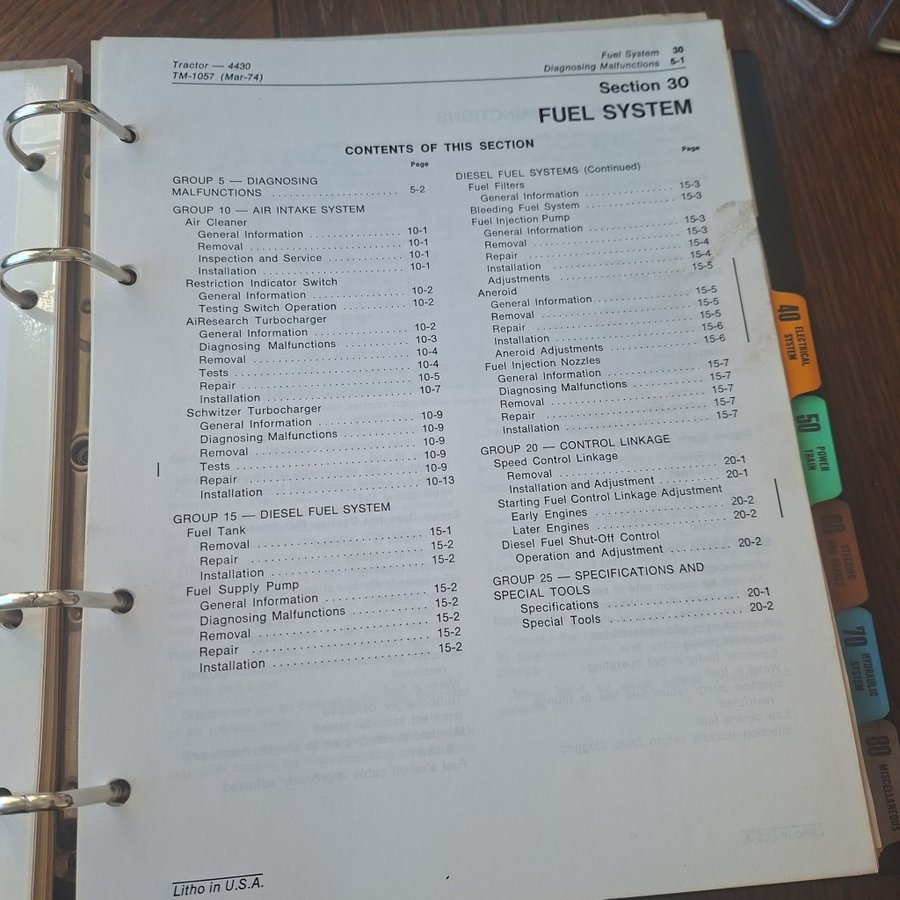 Tractor — 4430
TM-1057 (Mar-74)
Fuel System 30
Diagnosing Malfunctions 5-1
Section 30
FUEL SYSTEM
CONTENTS OF THIS SECTION
Page
GROUP 5 — DIAGNOSING
MALFUNCTIONS 5-2
GROUP 10 — AIR INTAKE SYSTEM
Air Cleaner
General Information 10-1
Removal 10-1
Inspection and Service 10-1
Installation 10-1
Restriction Indicator Switch
General Information 10-2
Testing Switch Operation 10-2
AiResearch Turbocharger
General Information 10-2
Diagnosing Malfunctions 10-3
Removal 10-4
Tests 10-4
Repair 10-5
Installation 10-7
Schwitzer Turbocharger
General Information 10-9
Diagnosing Malfunctions 10-9
Removal 10-9
Tests 10-9
Repair 10-9
Installation 10-13
GROUP 15 — DIESEL FUEL SYSTEM
Fuel Tank
Removal 15-1
Repair 15-2
Installation 15-2
Fuel Supply Pump
General Information 15-2
Diagnosing Malfunctions 15-2
Removal 15-2
Repair 15-2
Installation 15-2
Page
DIESEL FUEL SYSTEMS (Continued)
Fuel Filters
General Information 15-3
Bleeding Fuel System 15-3
Fuel Injection Pump
General Information 15-3
Removal 15-3
Repair 15-4
Installation 15-4
Adjustments 15-5
Aneroid
General Information 15-5
Removal 15-5
Repair 15-5
Installation 15-6
Aneroid Adjustments 15-6
Fuel Injection Nozzles
General Information 15-7
Diagnosing Malfunctions 15-7
Removal 15-7
Repair 15-7
Installation 15-7
GROUP 20 — CONTROL LINKAGE
Speed Control Linkage
Removal 20-1
Installation and Adjustment 20-1
Starting Fuel Control Linkage Adjustment
Early Engines 20-2
Later Engines 20-2
Diesel Fuel Shut-Off Control
Operation and Adjustment 20-2
GROUP 25 — SPECIFICATIONS AND
SPECIAL TOOLS
Specifications 20-1
Special Tools 20-2
Litho in U.S.A.
40 ELECTRICAL
SYSTEM
50 POWER
TRAIN
60 STEERING
AND BRAKES
70 HYDRAULIC
SYSTEM
80 MISCELLANEOUS